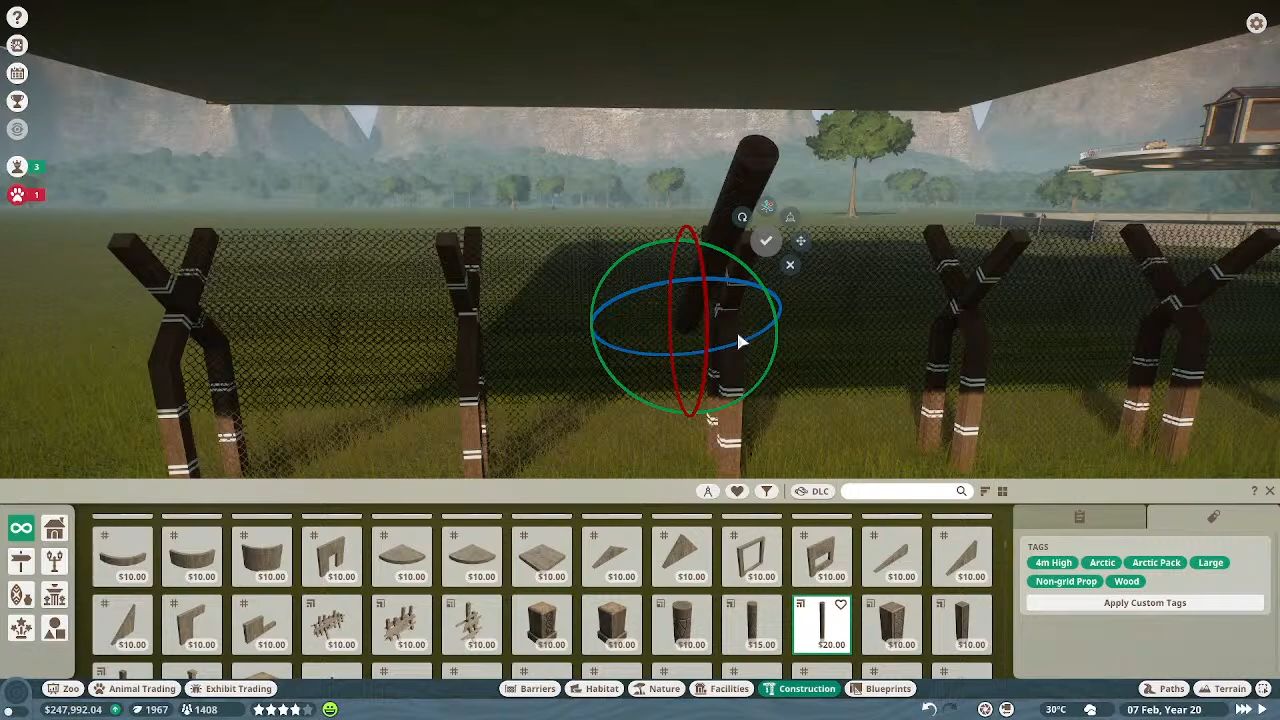 ?
3
1
DLC
? ×
$10.00 $10.00 $10.00 $10.00 $10.00 $10.00 $10.00 $10.00 $10.00 $10.00 $10.00 $10.00 $10.00
$10.00 $10.00 $10.00 $10.00 $10.00 $10.00 $10.00 $10.00 $10.00 $15.00 $20.00 $10.00 $10.00
TAGS
4m High Arctic Arctic Pack Large
Non-grid Prop Wood
Apply Custom Tags
Zoo Animal Trading Exhibit Trading Barriers Habitat Nature Facilities Construction Blueprints Paths Terrain
$247,992.04 1967 1408 30°C 07 Feb, Year 20